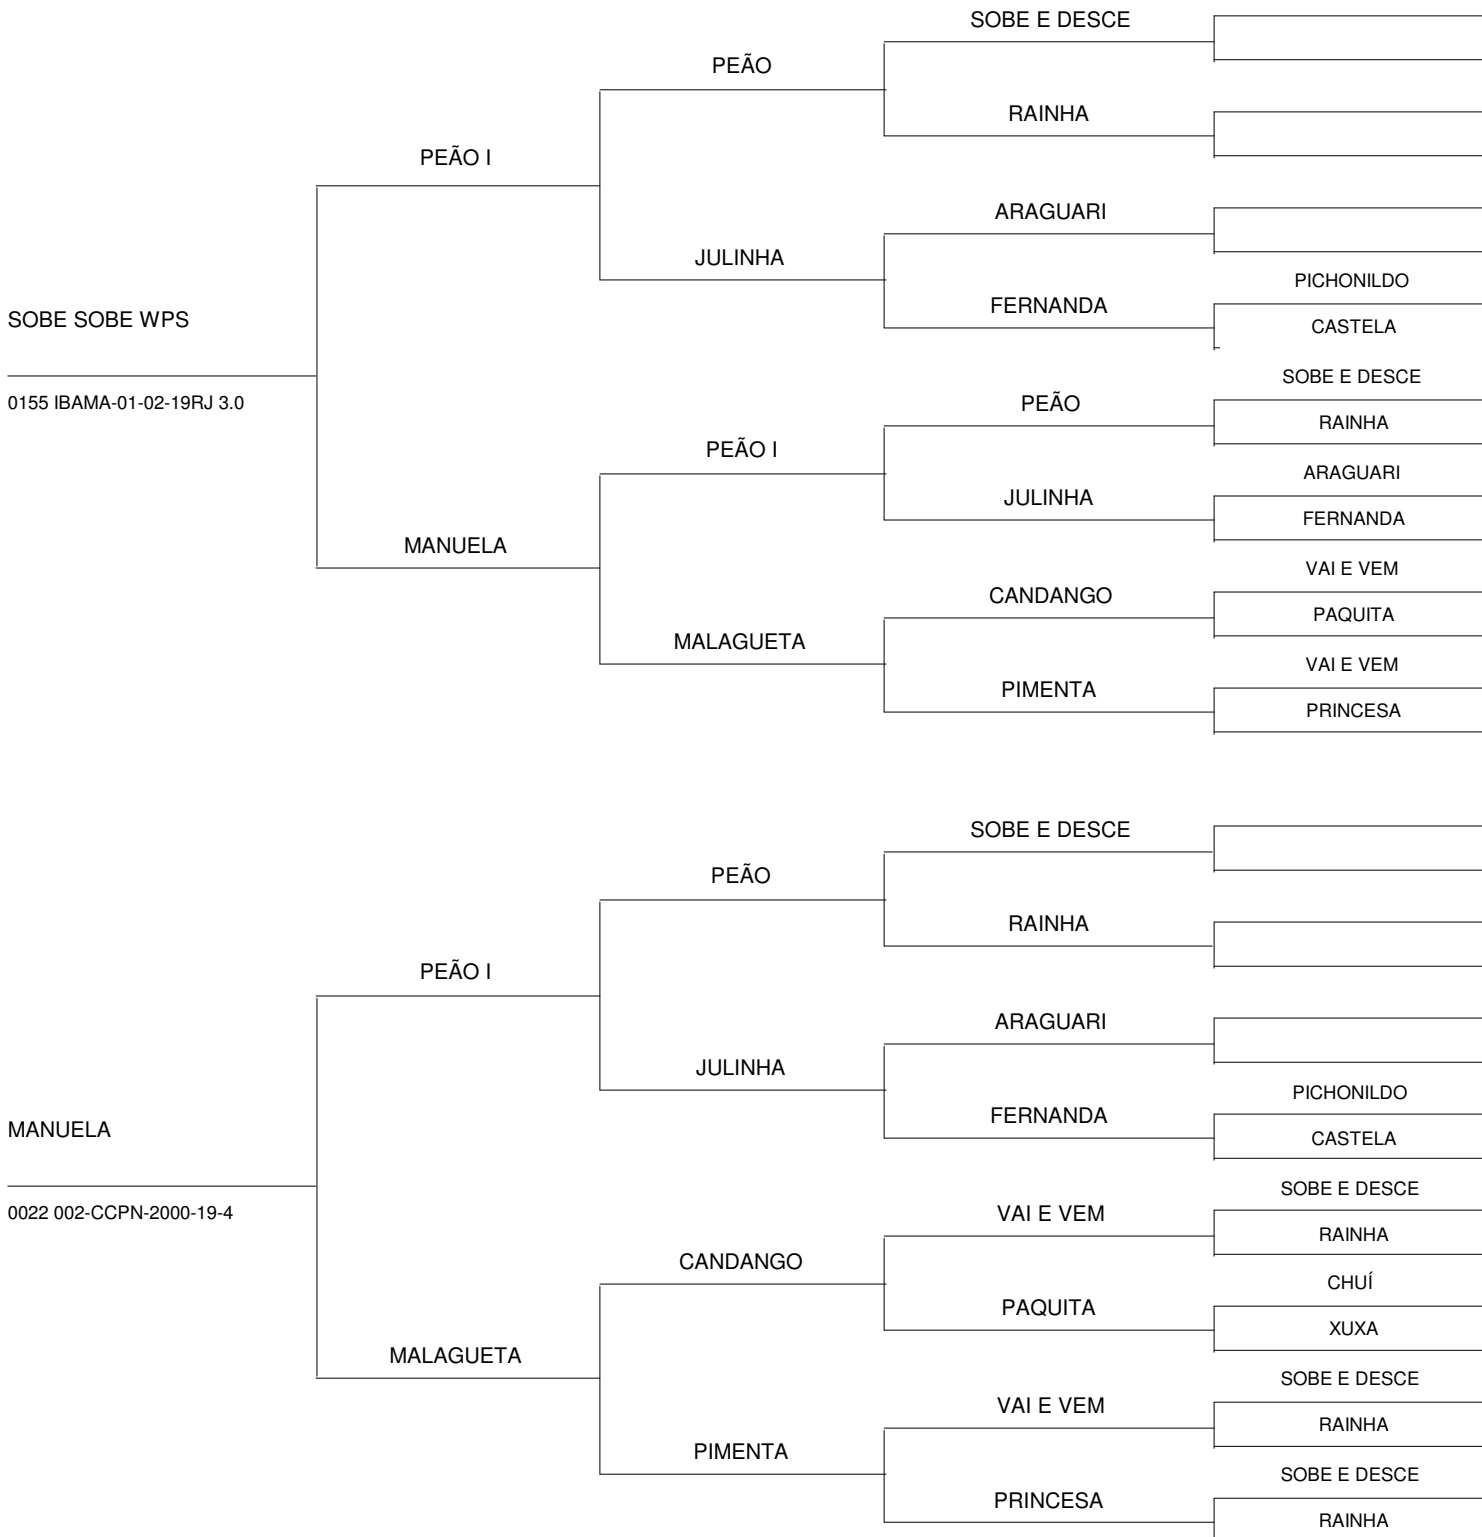 SOBE E DESCE
PEÃO
RAINHA
PEÃO I
ARAGUARI
JULINHA
PICHONILDO
FERNANDA
SOBE SOBE WPS
CASTELA
SOBE E DESCE
0155 IBAMA-01-02-19RJ 3.0
PEÃO
RAINHA
PEÃO I
ARAGUARI
JULINHA
FERNANDA
MANUELA
VAI E VEM
CANDANGO
PAQUITA
MALAGUETA
VAI E VEM
PIMENTA
PRINCESA
SOBE E DESCE
PEÃO
RAINHA
PEÃO I
ARAGUARI
JULINHA
PICHONILDO
FERNANDA
MANUELA
CASTELA
SOBE E DESCE
0022 002-CCPN-2000-19-4
VAI E VEM
RAINHA
CANDANGO
CHUÍ
PAQUITA
XUXA
MALAGUETA
SOBE E DESCE
VAI E VEM
RAINHA
PIMENTA
SOBE E DESCE
PRINCESA
RAINHA